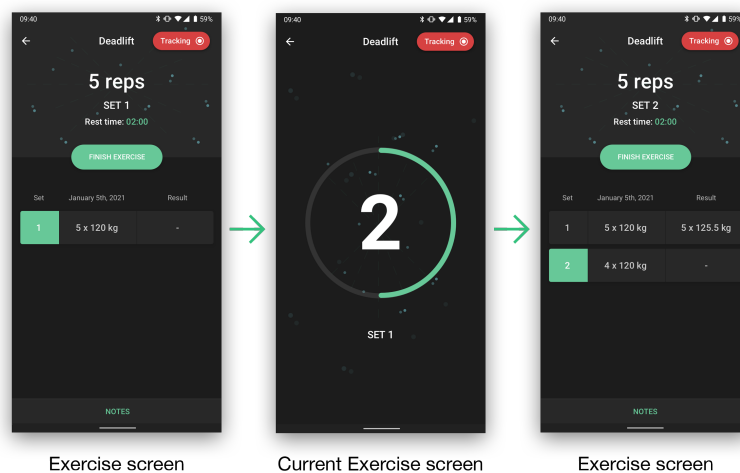 09:40 59%
Deadlift Tracking
5 reps
SET 1
Rest time: 02:00
FINISH EXERCISE
Set January 5th, 2021 Result
1 5 x 120 kg -
NOTES
Exercise screen
09:40 59%
Deadlift Tracking
2
SET 1
Current Exercise screen
09:40 59%
Deadlift Tracking
5 reps
SET 2
Rest time: 02:00
FINISH EXERCISE
Set January 5th, 2021 Result
1 5 x 120 kg 5 x 125.5 kg
2 4 x 120 kg -
NOTES
Exercise screen